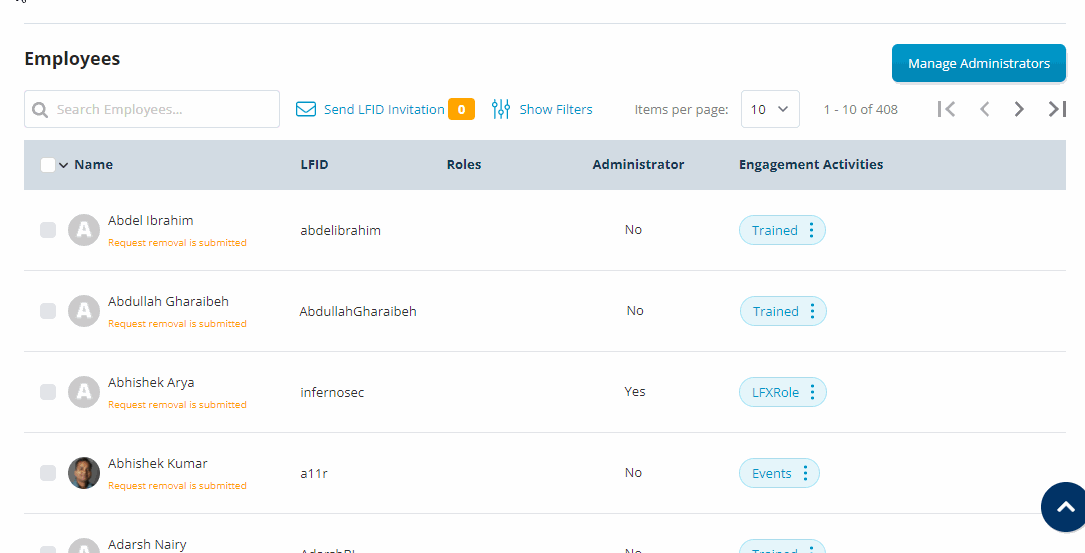 Employees
Manage Administrators
Search Employees... Send LFID Invitation 0 Show Filters Items per page: 10 1 - 10 of 408
Name LFID Roles Administrator Engagement Activities
A Abdel Ibrahim abdelibrahim No Trained
Request removal is submitted
A Abdullah Gharaibeh AbdullahGharaibeh No Trained
Request removal is submitted
A Abhishek Arya infernosec Yes LFXRole
Request removal is submitted
Abhishek Kumar a11r No Events
Request removal is submitted
Adarsh Nairy No Trained